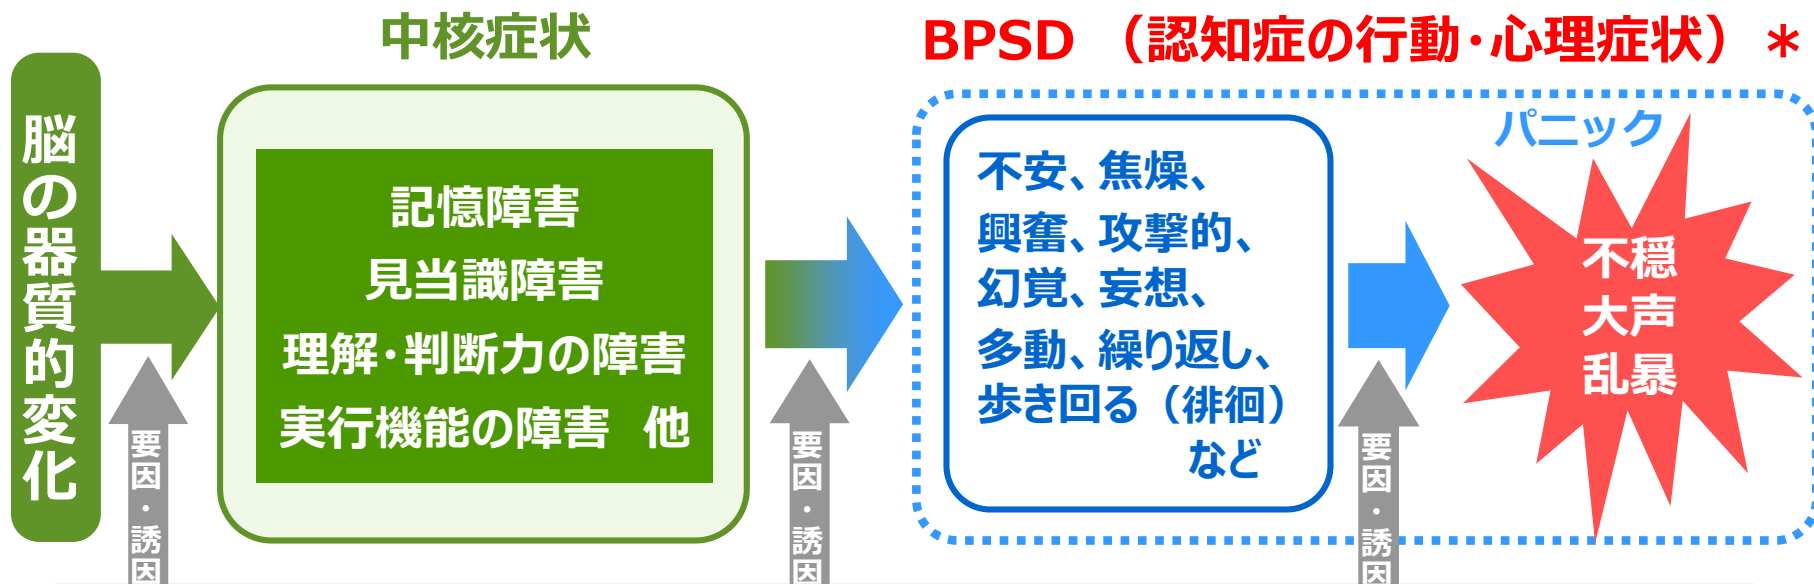 中核症状
BPSD （認知症の行動･心理症状）＊
脳の器質的変化
記憶障害
見当識障害
理解･判断力の障害
実行機能の障害　他
不安、焦燥、
興奮、攻撃的、
幻覚、妄想、
多動、繰り返し、
歩き回る（徘徊）
など
パニック
不穏
大声
乱暴
要因・誘因
要因・誘因
要因・誘因